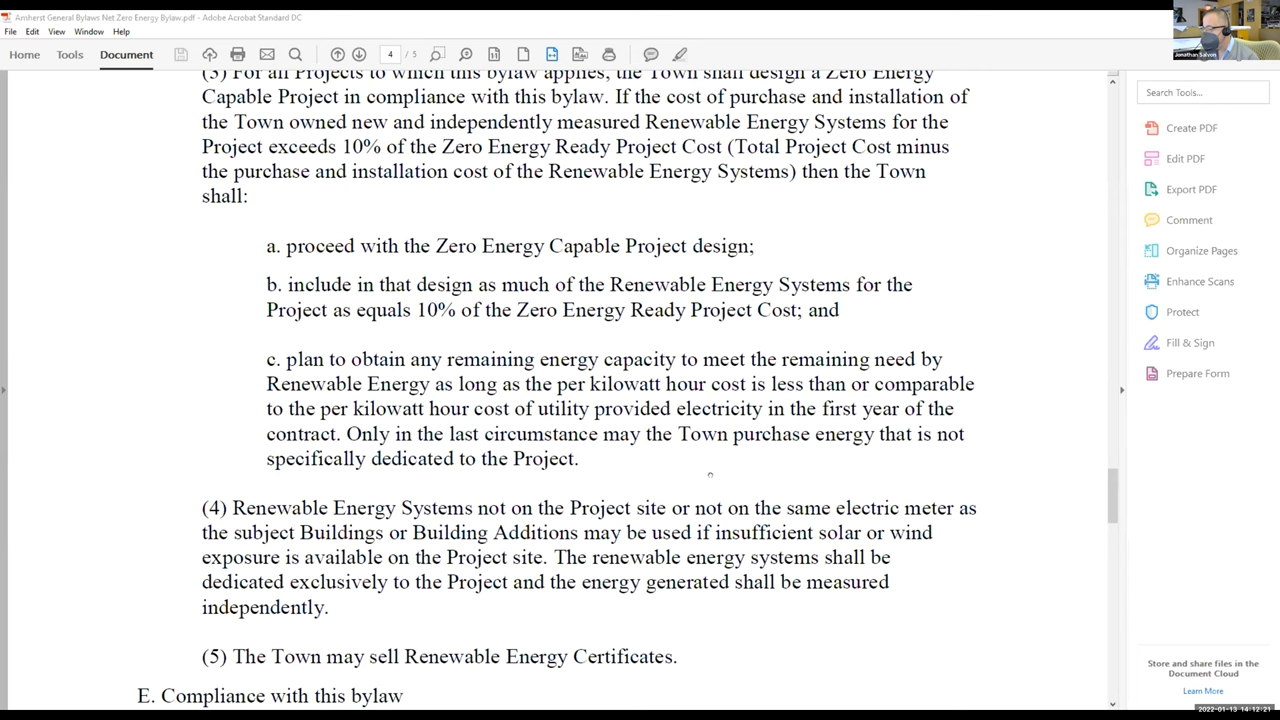 Amherst General Bylaws Net Zero Energy Bylaw.pdf - Adobe Acrobat Standard DC
File Edit View Window Help
Home Tools Document 4 / 5
(3) For all Projects to which this bylaw applies, the Town shall design a Zero Energy
Capable Project in compliance with this bylaw. If the cost of purchase and installation of
the Town owned new and independently measured Renewable Energy Systems for the
Project exceeds 10% of the Zero Energy Ready Project Cost (Total Project Cost minus
the purchase and installation cost of the Renewable Energy Systems) then the Town
shall:
a. proceed with the Zero Energy Capable Project design;
b. include in that design as much of the Renewable Energy Systems for the
Project as equals 10% of the Zero Energy Ready Project Cost; and
c. plan to obtain any remaining energy capacity to meet the remaining need by
Renewable Energy as long as the per kilowatt hour cost is less than or comparable
to the per kilowatt hour cost of utility provided electricity in the first year of the
contract. Only in the last circumstance may the Town purchase energy that is not
specifically dedicated to the Project.
(4) Renewable Energy Systems not on the Project site or not on the same electric meter as
the subject Buildings or Building Additions may be used if insufficient solar or wind
exposure is available on the Project site. The renewable energy systems shall be
dedicated exclusively to the Project and the energy generated shall be measured
independently.
(5) The Town may sell Renewable Energy Certificates.
E. Compliance with this bylaw
Jonathan Salvon
Search Tools...
Create PDF
Edit PDF
Export PDF
Comment
Organize Pages
Enhance Scans
Protect
Fill & Sign
Prepare Form
Store and share files in the
Document Cloud
Learn More
2022-01-13 14:12:21